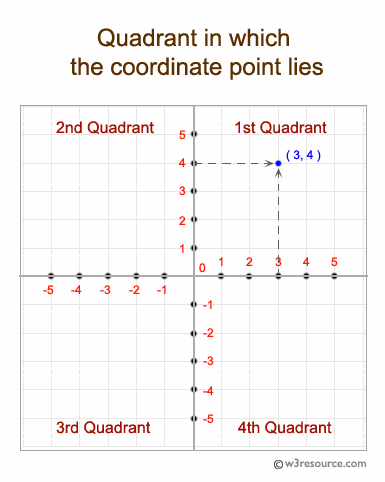 Quadrant in which
the coordinate point lies
2nd Quadrant 1st Quadrant
5
4 ( 3, 4 )
3
2
1
0 1 2 3 4 5
-5 -4 -3 -2 -1
-1
-2
-3
-4
-5
3rd Quadrant 4th Quadrant
© w3resource.com